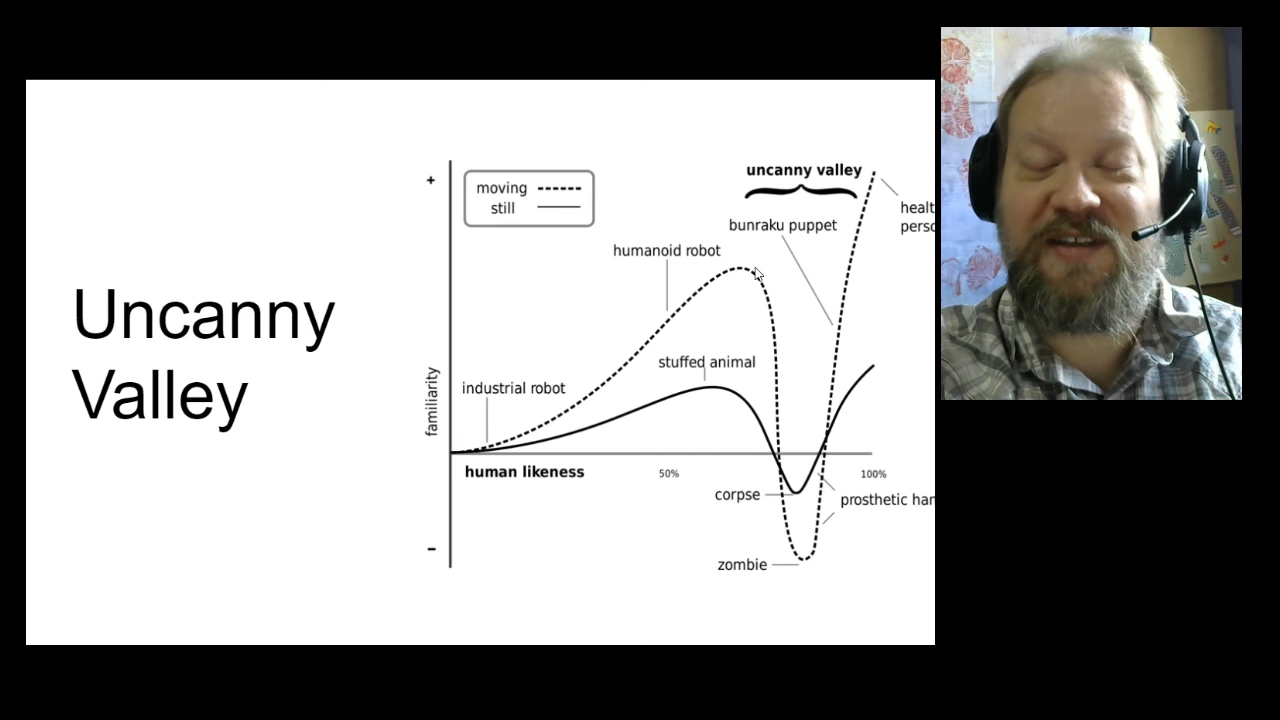 Uncanny
Valley
+
moving
still
uncanny valley
bunraku puppet
humanoid robot
stuffed animal
industrial robot
familiarity
human likeness
50%
100%
corpse
prosthetic
zombie
–